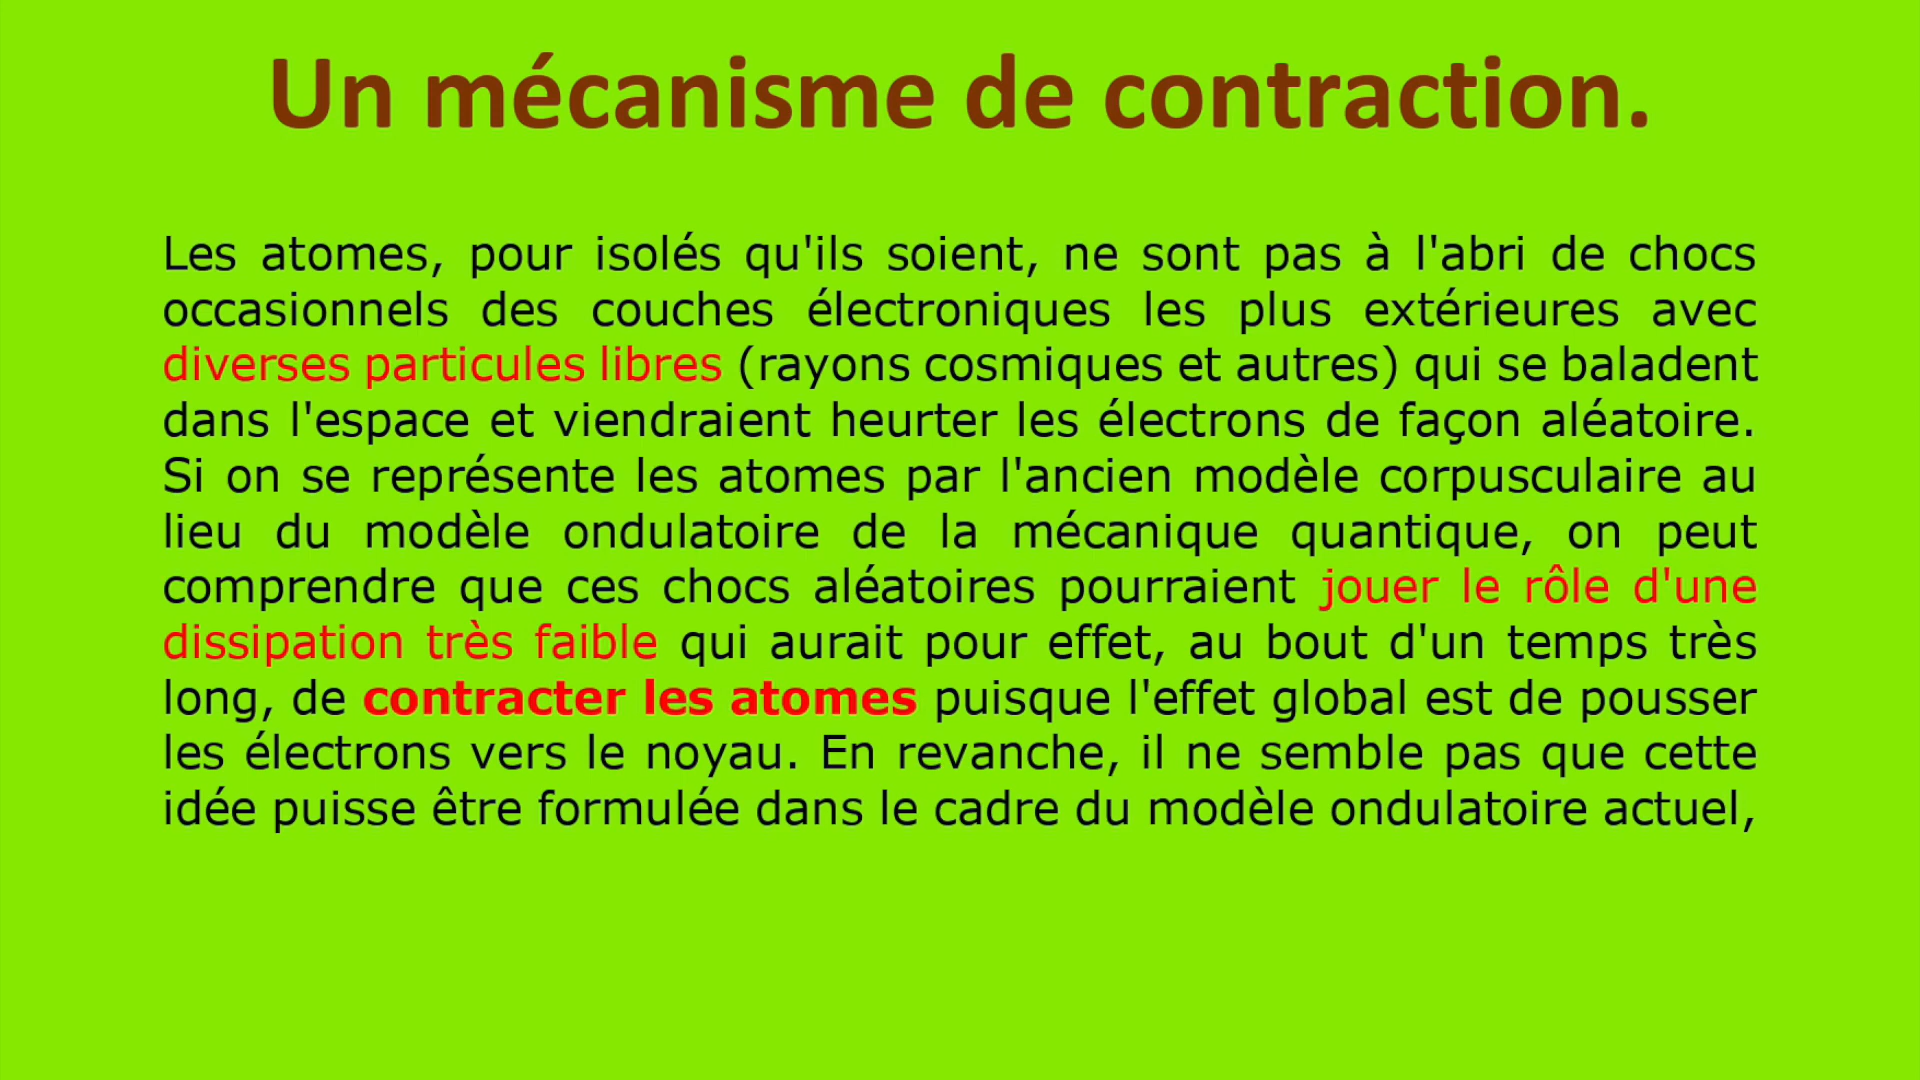 Un mécanisme de contraction.
Les atomes, pour isolés qu'ils soient, ne sont pas à l'abri de chocs
occasionnels des couches électroniques les plus extérieures avec
diverses particules libres (rayons cosmiques et autres) qui se baladent
dans l'espace et viendraient heurter les électrons de façon aléatoire.
Si on se représente les atomes par l'ancien modèle corpusculaire au
lieu du modèle ondulatoire de la mécanique quantique, on peut
comprendre que ces chocs aléatoires pourraient jouer le rôle d'une
dissipation très faible qui aurait pour effet, au bout d'un temps très
long, de contracter les atomes puisque l'effet global est de pousser
les électrons vers le noyau. En revanche, il ne semble pas que cette
idée puisse être formulée dans le cadre du modèle ondulatoire actuel,